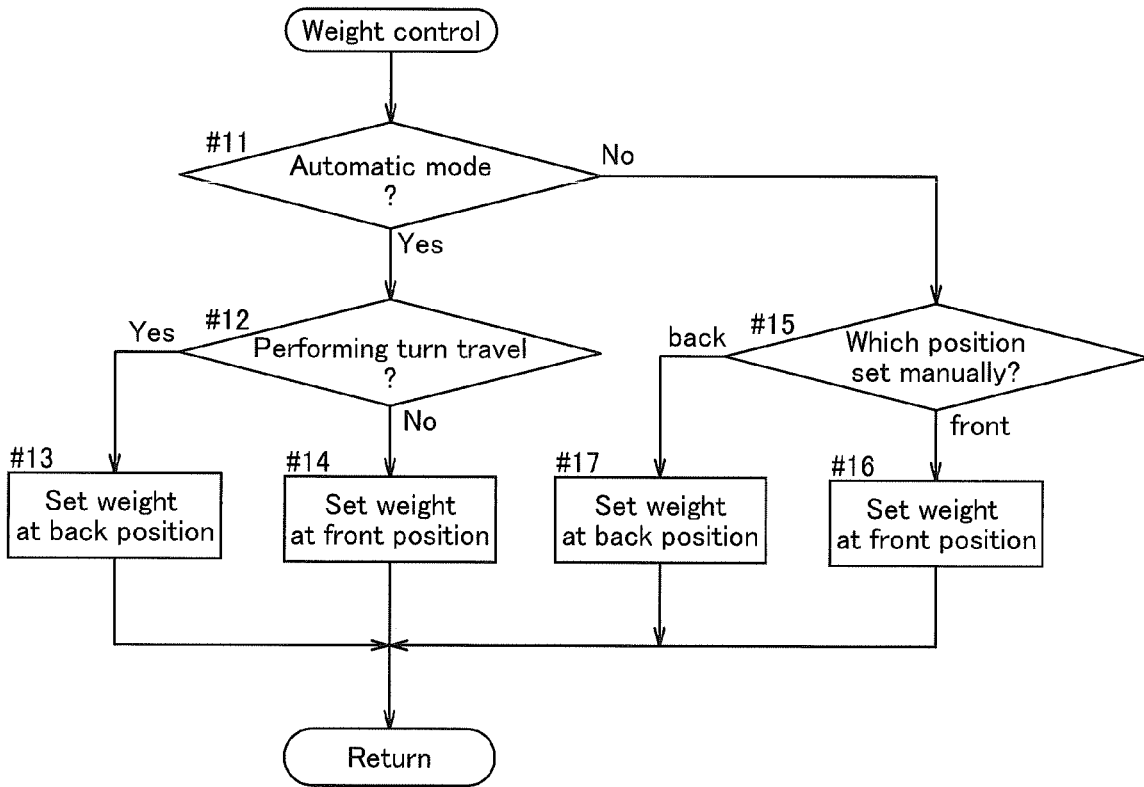 Weight control
#11
Automatic mode
?
No
Yes
#12
Yes
Performing turn travel
?
No
#15
back
Which position
set manually?
front
#13
Set weight
at back position
#14
Set weight
at front position
#17
Set weight
at back position
#16
Set weight
at front position
Return